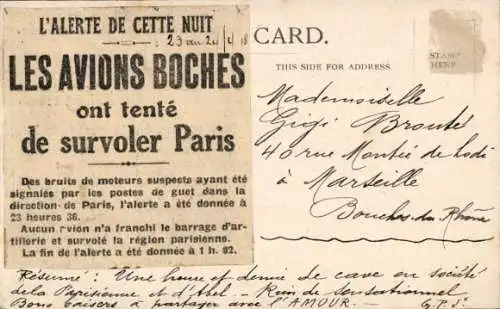 L'ALERTE DE CETTE NUIT
23 au 24/4 18
LES AVIONS BOCHES
ont tenté
de survoler Paris
Des bruits de moteurs suspects ayant été
signalés par les postes de guet dans la
direction de Paris, l'alerte a été donnée à
23 heures 36.
Aucun avion n'a franchi le barrage d'ar-
tillerie et survolé la région parisienne.
La fin de l'alerte a été donnée à 1 h. 02.
CARD.
THIS SIDE FOR ADDRESS
STAMP
HERE
Mademoiselle
Gigi Broutet
40 rue Montée de Lodi
à Marseille
Bouches du Rhône
Résumé : Une heure et demie de cave en société
de la Parisienne et d'Abel - Rien de sensationnel
Bons baisers à partager avec l'AMOUR. G.P.J.